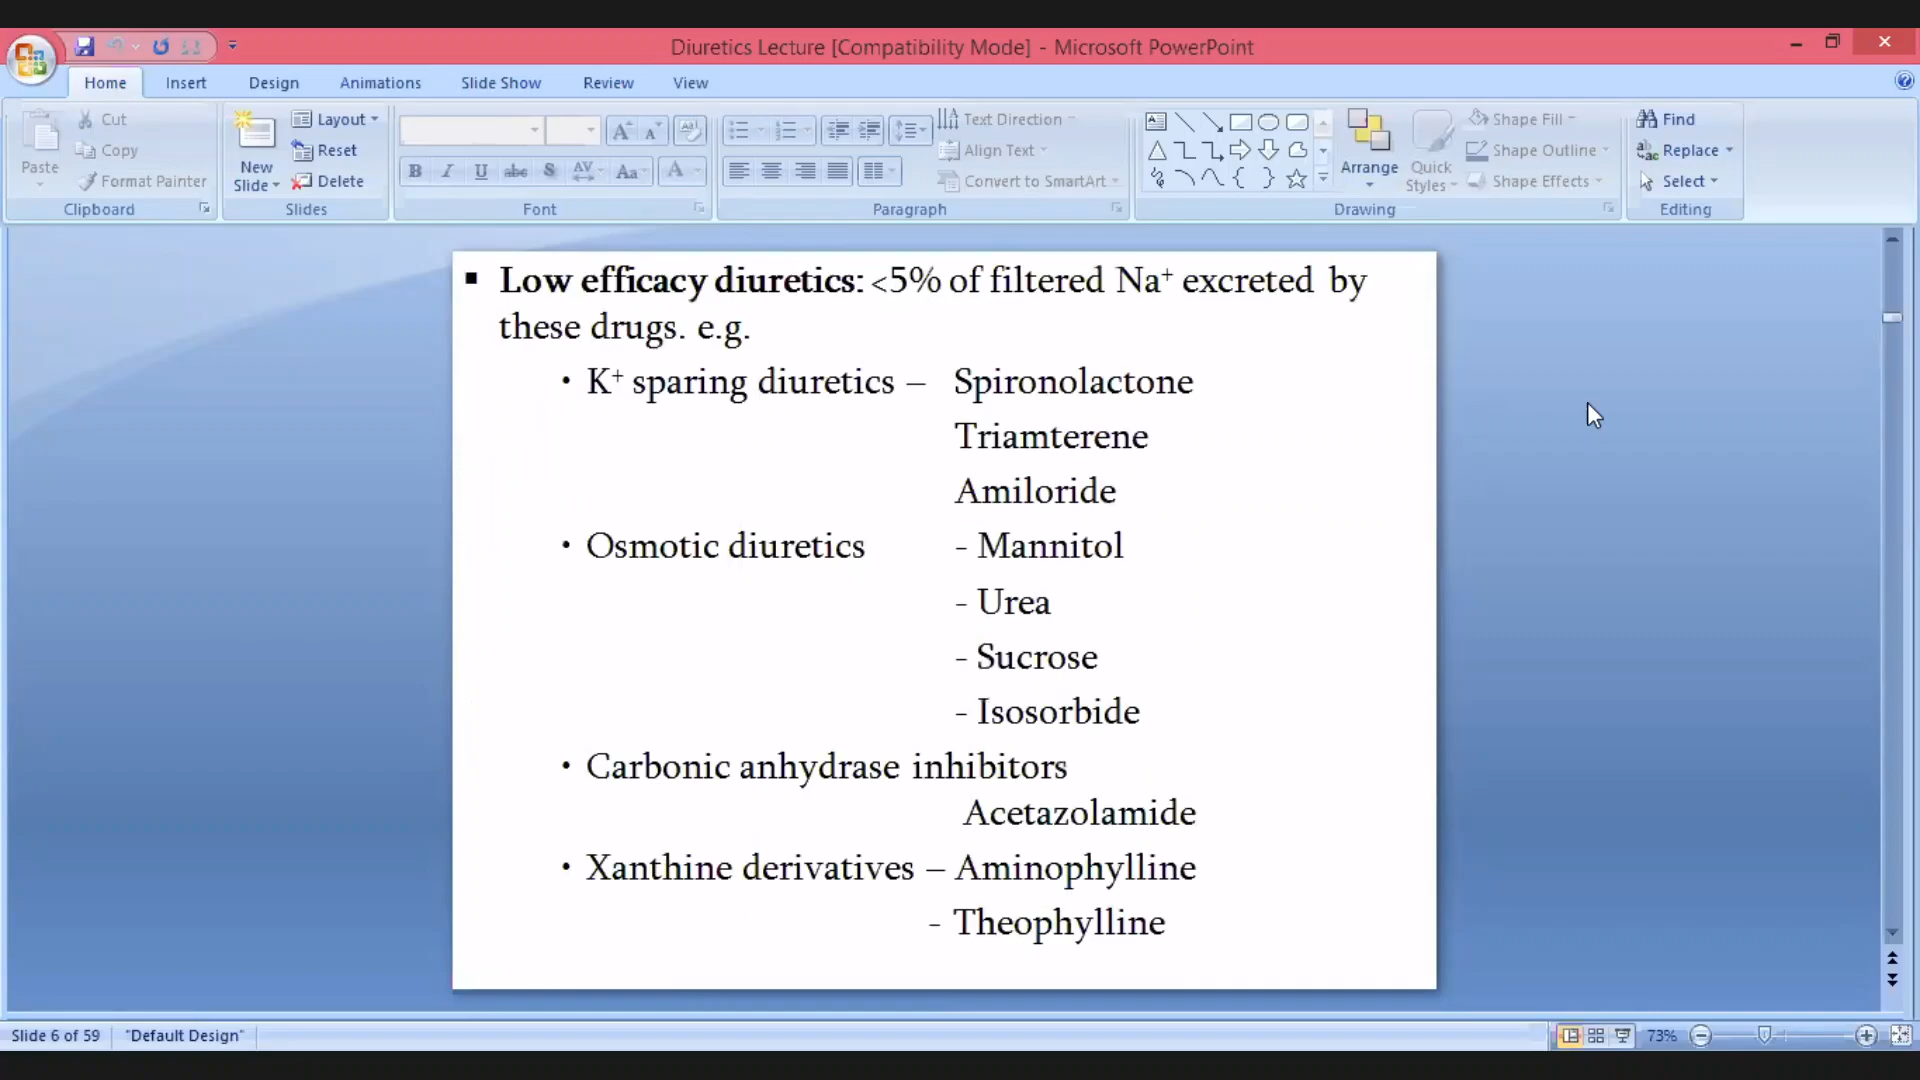 Diuretics Lecture [Compatibility Mode] - Microsoft PowerPoint
Home Insert Design Animations Slide Show Review View
Paste Cut Copy Format Painter Clipboard
New Slide Layout Reset Delete Slides
B I U abc S AV Aa A Font
Text Direction Align Text Convert to SmartArt Paragraph
Arrange Quick Styles Shape Fill Shape Outline Shape Effects Drawing
Find Replace Select Editing
▪ Low efficacy diuretics: <5% of filtered Na⁺ excreted by
these drugs. e.g.
• K⁺ sparing diuretics – Spironolactone
Triamterene
Amiloride
• Osmotic diuretics - Mannitol
- Urea
- Sucrose
- Isosorbide
• Carbonic anhydrase inhibitors
Acetazolamide
• Xanthine derivatives – Aminophylline
- Theophylline
Slide 6 of 59 "Default Design" 73%